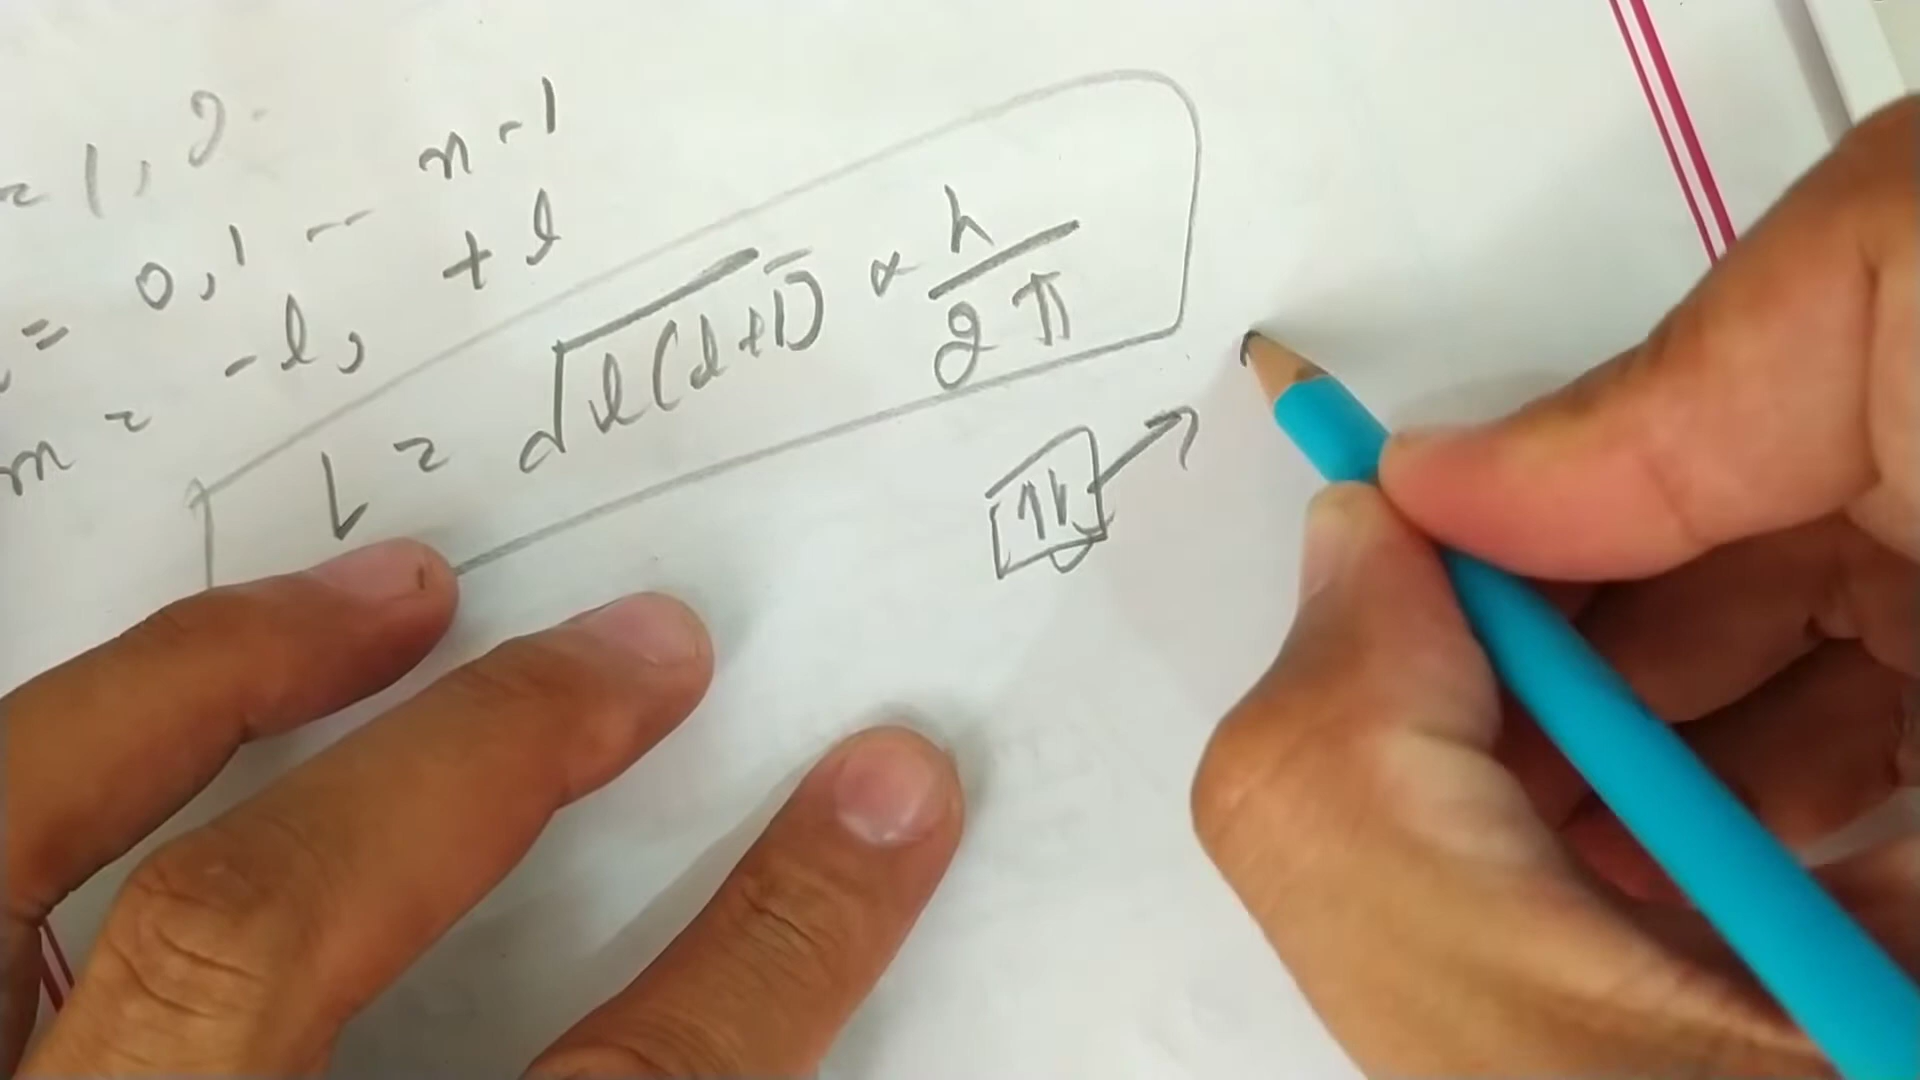 = 1, 2
= 0, 1 -- n-1
m = -l, +l
L = √l(l+1) × h/2π